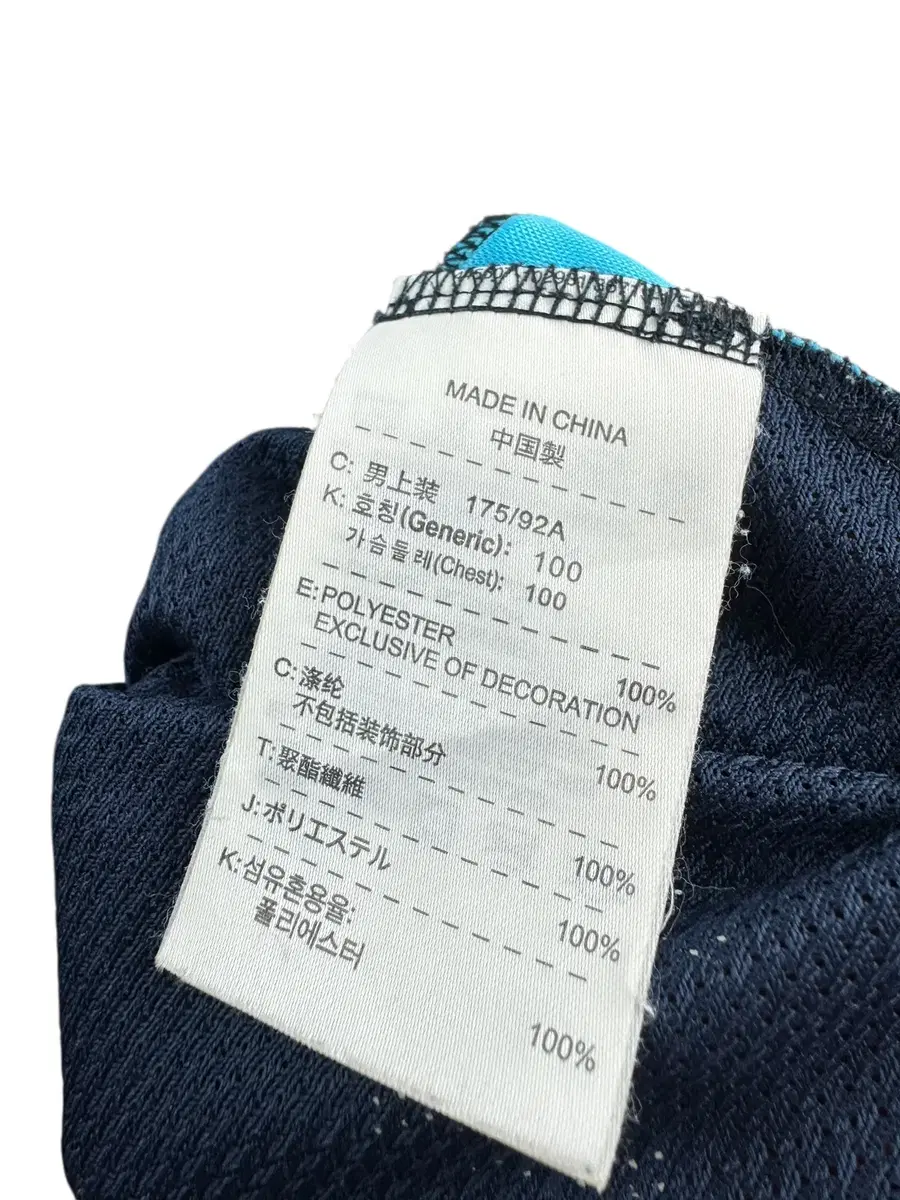 MADE IN CHINA
中国製
C: 男上装 175/92A
K: 호칭(Generic): 100
가슴둘레(Chest): 100
E: POLYESTER 100%
EXCLUSIVE OF DECORATION
C: 涤纶 100%
不包括装饰部分
T: 聚酯纖維 100%
J: ポリエステル 100%
K: 섬유혼용율:
폴리에스터 100%